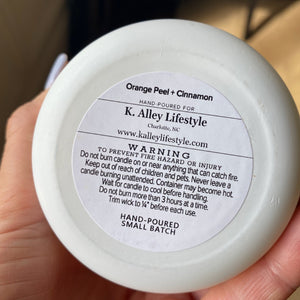 Orange Peel + Cinnamon
HAND-POURED FOR
K. Alley Lifestyle
Charlotte, NC
www.kalleylifestyle.com
WARNING
TO PREVENT FIRE HAZARD OR INJURY
Do not burn candle on or near anything that can catch fire.
Keep out of reach of children and pets. Never leave a
candle burning unattended. Container may become hot.
Wait for candle to cool before handling.
Do not burn more than 3 hours at a time.
Trim wick to ¼" before each use.
HAND-POURED
SMALL BATCH